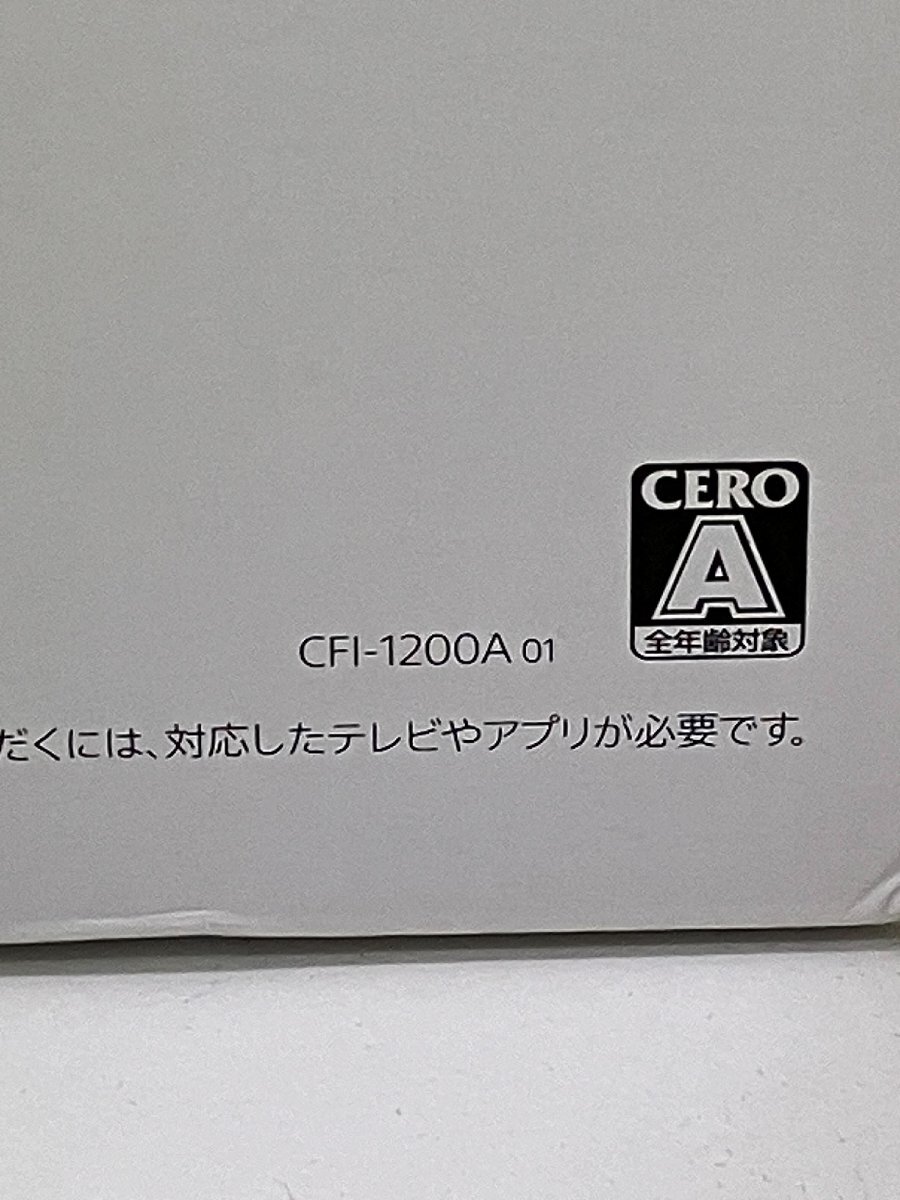 CERO
A
全年齢対象
CFI-1200A 01
だくには、対応したテレビやアプリが必要です。